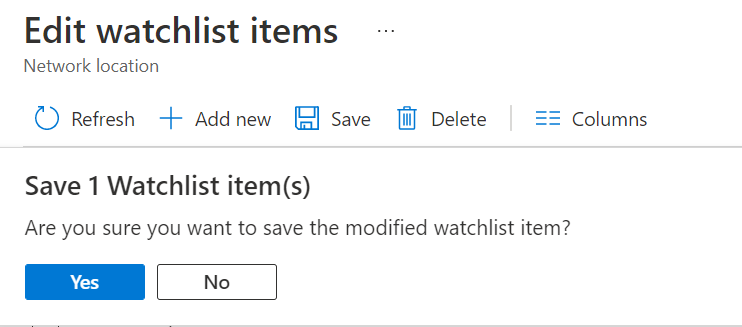 Edit watchlist items ...
Network location
Refresh Add new Save Delete Columns
Save 1 Watchlist item(s)
Are you sure you want to save the modified watchlist item?
Yes No